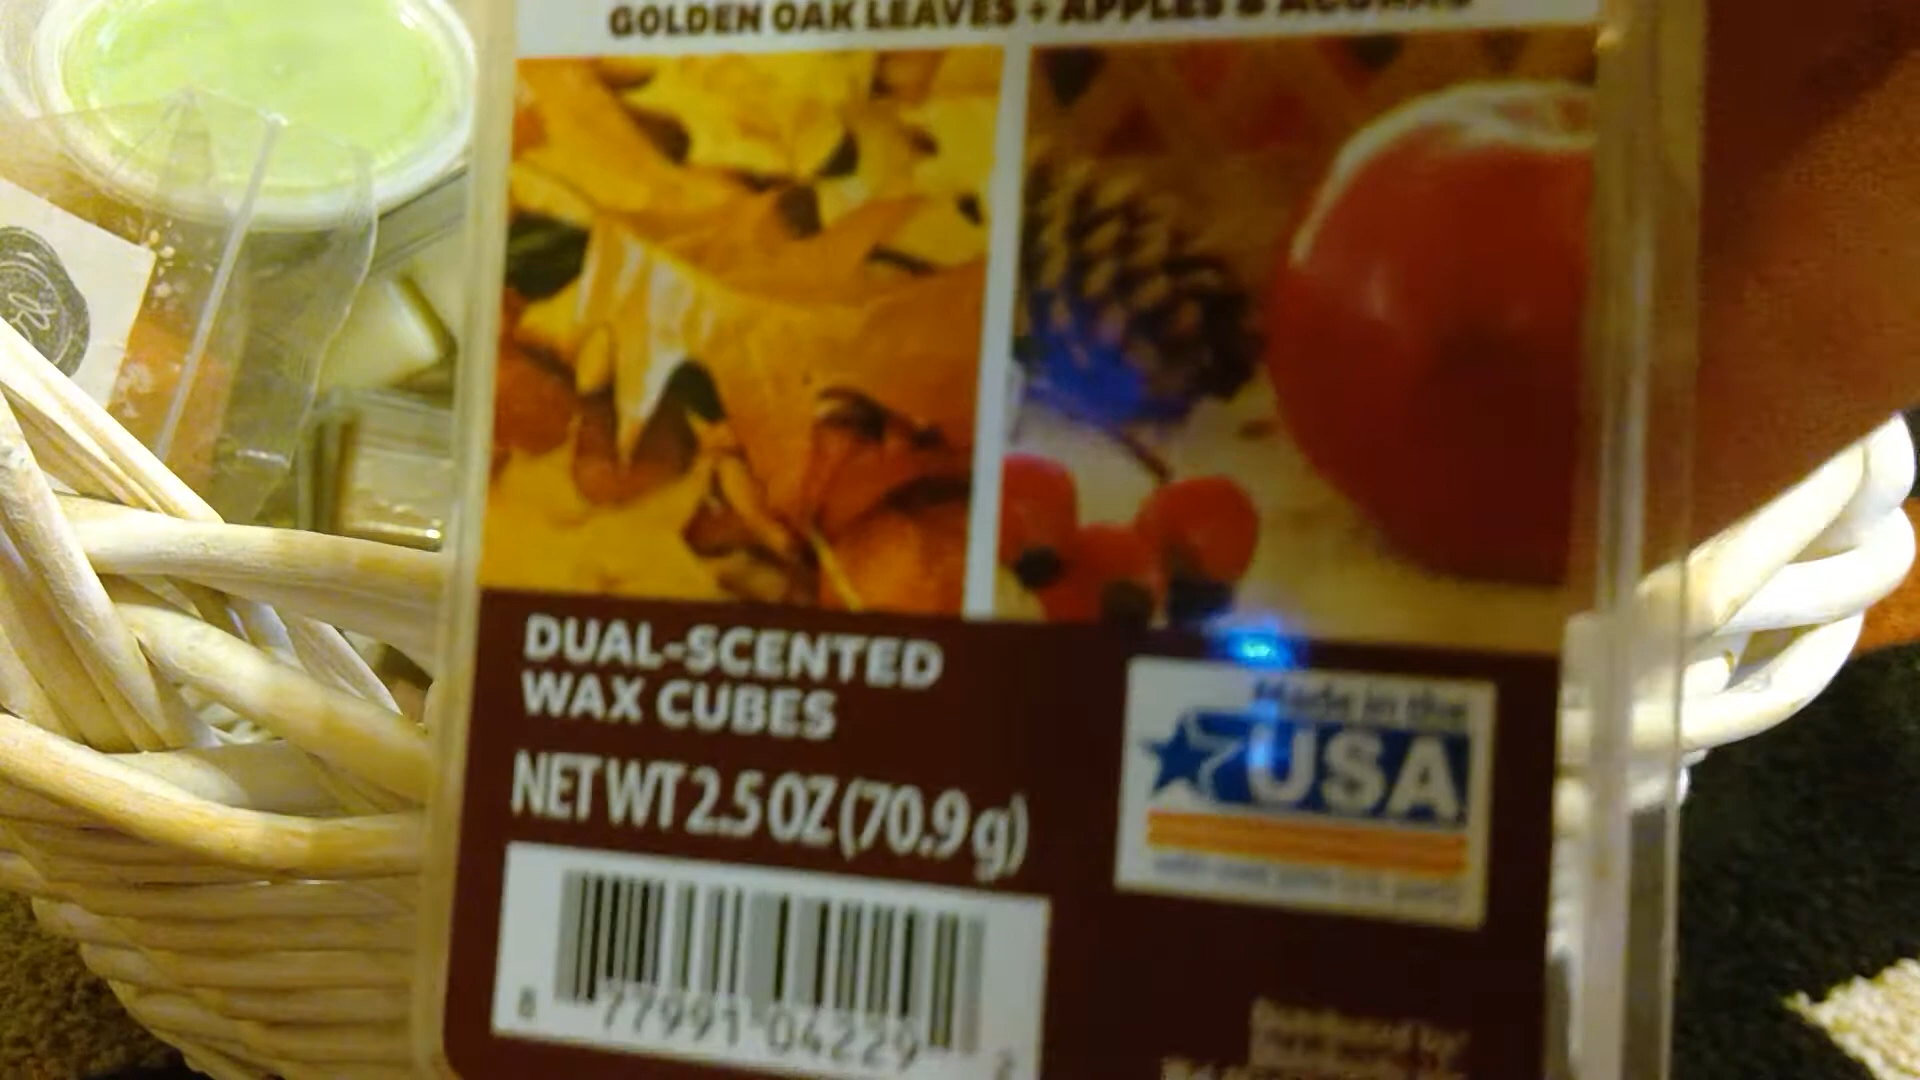 GOLDEN OAK LEAVES + APPLES & ACORNS
DUAL-SCENTED
WAX CUBES
NET WT 2.5 OZ (70.9 g)
Made in the
USA
8 77991 04229 2